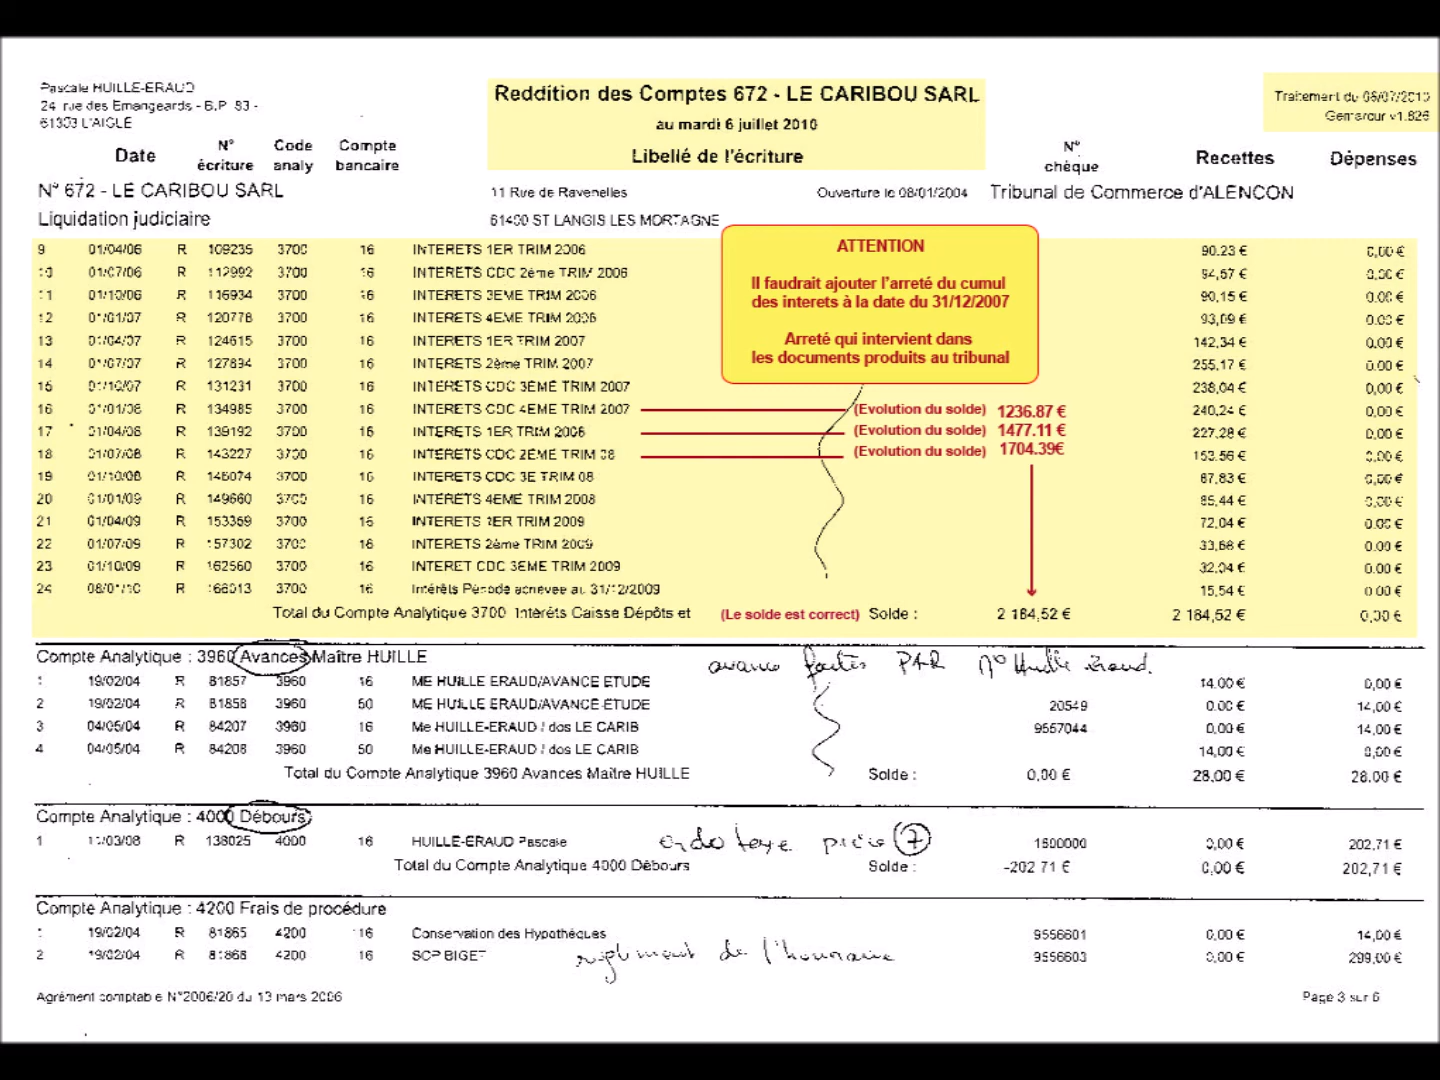 Pascale HUILLE-ERAUD
24 rue des Emangeards - B.P. 83 -
61303 L'AIGLE
Reddition des Comptes 672 - LE CARIBOU SARL
au mardi 6 juillet 2010
Traitement du 06/07/2010
Gemarcur v1.826
Date N° écriture Code analy Compte bancaire Libellé de l'écriture N° chèque Recettes Dépenses
N° 672 - LE CARIBOU SARL 11 Rue de Ravenelles Ouverture le 08/01/2004 Tribunal de Commerce d'ALENCON
Liquidation judiciaire 61400 ST LANGIS LES MORTAGNE
ATTENTION
Il faudrait ajouter l'arreté du cumul
des interets à la date du 31/12/2007
Arreté qui intervient dans
les documents produits au tribunal
9 01/04/06 R 109235 3700 16 INTERETS 1ER TRIM 2006 90,23 € 0,00 €
10 01/07/06 R 112992 3700 16 INTERETS CDC 2ème TRIM 2006 94,67 € 0,00 €
11 01/10/06 R 116934 3700 16 INTERETS 3EME TRIM 2006 90,15 € 0,00 €
12 01/01/07 R 120778 3700 16 INTERETS 4EME TRIM 2006 93,09 € 0,00 €
13 01/04/07 R 124615 3700 16 INTERETS 1ER TRIM 2007 142,34 € 0,00 €
14 01/07/07 R 127894 3700 16 INTERETS 2ème TRIM 2007 255,17 € 0,00 €
15 01/10/07 R 131231 3700 16 INTERETS CDC 3EME TRIM 2007 238,04 € 0,00 €
16 01/01/08 R 134985 3700 16 INTERETS CDC 4EME TRIM 2007 (Evolution du solde) 1236.87 € 240,24 € 0,00 €
17 01/04/08 R 139192 3700 16 INTERETS 1ER TRIM 2008 (Evolution du solde) 1477.11 € 227,28 € 0,00 €
18 01/07/08 R 143227 3700 16 INTERETS CDC 2EME TRIM 08 (Evolution du solde) 1704.39€ 153,56 € 0,00 €
19 01/10/08 R 146074 3700 16 INTERETS CDC 3E TRIM 08 87,83 € 0,00 €
20 01/01/09 R 149660 3700 16 INTERETS 4EME TRIM 2008 85,44 € 0,00 €
21 01/04/09 R 153359 3700 16 INTERETS 1ER TRIM 2009 72,04 € 0,00 €
22 01/07/09 R 157302 3700 16 INTERETS 2ème TRIM 2009 33,68 € 0,00 €
23 01/10/09 R 162560 3700 16 INTERET CDC 3EME TRIM 2009 32,04 € 0,00 €
24 08/01/10 R 166013 3700 16 Intérêts Période achevée au 31/12/2009 15,54 € 0,00 €
Total du Compte Analytique 3700 Intérêts Caisse Dépôts et (Le solde est correct) Solde : 2 184,52 € 2 184,52 € 0,00 €
Compte Analytique : 3960 Avances Maître HUILLE avance faites PAR M° Huille Eraud.
1 19/02/04 R 81857 3960 16 ME HUILLE ERAUD/AVANCE ETUDE 14,00 € 0,00 €
2 19/02/04 R 81858 3960 50 ME HUILLE ERAUD/AVANCE ETUDE 20549 0,00 € 14,00 €
3 04/05/04 R 84207 3960 16 Me HUILLE-ERAUD / dos LE CARIB 9557044 0,00 € 14,00 €
4 04/05/04 R 84208 3960 50 Me HUILLE-ERAUD / dos LE CARIB 14,00 € 0,00 €
Total du Compte Analytique 3960 Avances Maître HUILLE Solde : 0,00 € 28,00 € 28,00 €
Compte Analytique : 4000 Débours
1 11/03/08 R 138025 4000 16 HUILLE-ERAUD Pascale pièce 7 1600000 0,00 € 202,71 €
Total du Compte Analytique 4000 Débours Solde : -202,71 € 0,00 € 202,71 €
Compte Analytique : 4200 Frais de procédure
1 19/02/04 R 81865 4200 16 Conservation des Hypothèques 9556601 0,00 € 14,00 €
2 19/02/04 R 81868 4200 16 SCP BIGET règlement de l'honoraire 9556603 0,00 € 299,00 €
Agrément comptable N°2006/20 du 13 mars 2006 Page 3 sur 6